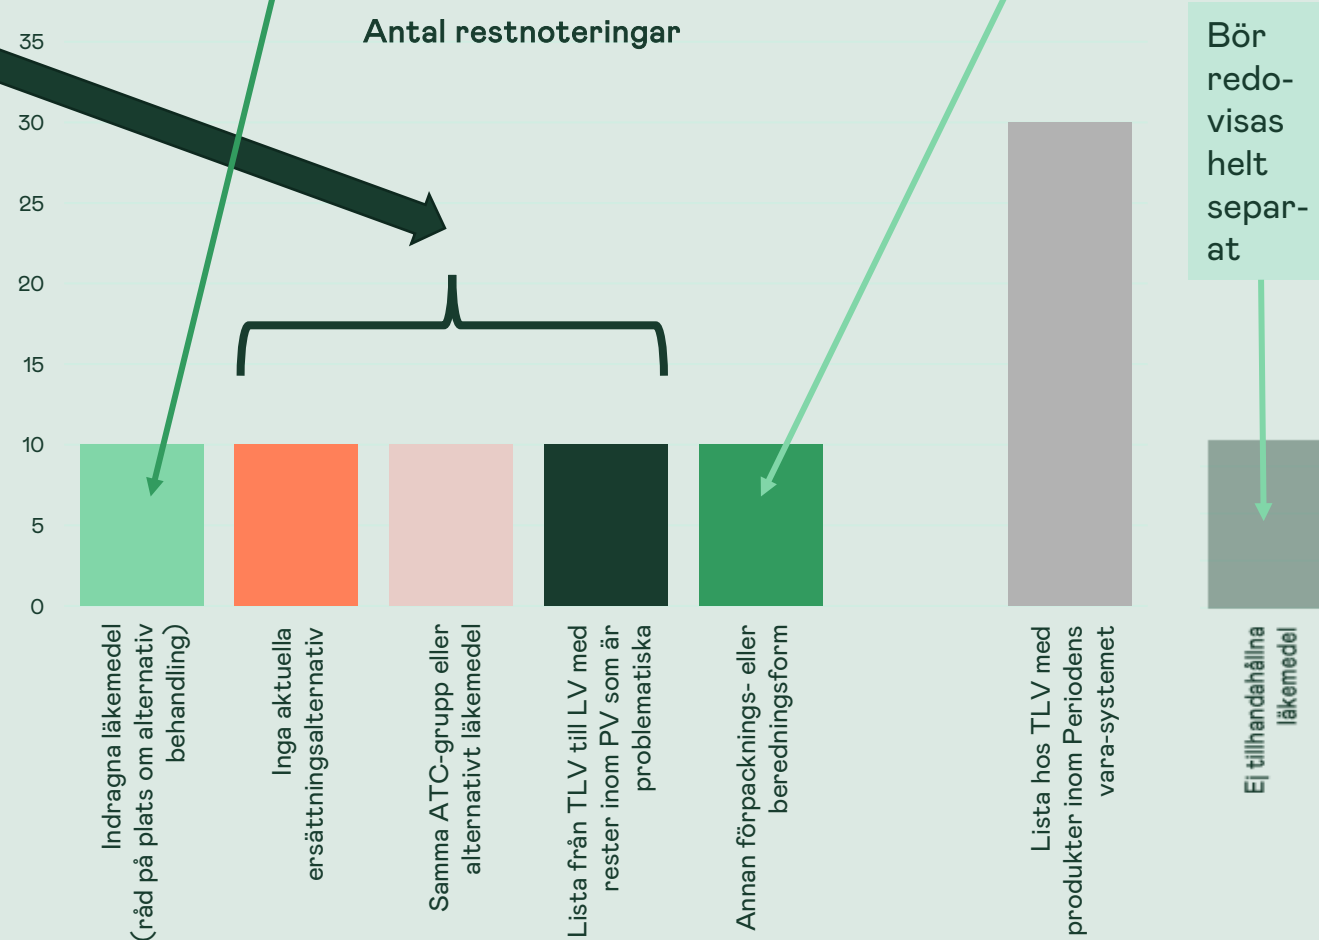 Antal restnoteringar
35
30
25
20
15
10
5
0
Bör
redo-
visas
helt
separ-
at
Indragna läkemedel
(råd på plats om alternativ
behandling)
Inga aktuella
ersättningsalternativ
Samma ATC-grupp eller
alternativt läkemedel
Lista från TLV till LV med
rester inom PV som är
problematiska
Annan förpacknings- eller
beredningsform
Lista hos TLV med
produkter inom Periodens
vara-systemet
Ej tillhandahållna
läkemedel